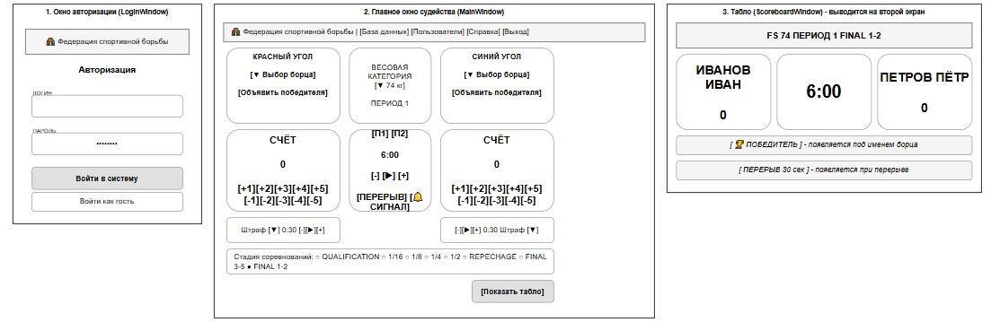 1. Окно авторизации (LoginWindow)
Федерация спортивной борьбы
Авторизация
ЛОГИН
ПАРОЛЬ
••••••••
Войти в систему
Войти как гость
2. Главное окно судейства (MainWindow)
Федерация спортивной борьбы | [База данных] [Пользователи] [Справка] [Выход]
КРАСНЫЙ УГОЛ
[▼ Выбор борца]
[Объявить победителя]
ВЕСОВАЯ
КАТЕГОРИЯ
[▼ 74 кг]
ПЕРИОД 1
СИНИЙ УГОЛ
[▼ Выбор борца]
[Объявить победителя]
СЧЁТ
0
[+1][+2][+3][+4][+5]
[-1][-2][-3][-4][-5]
[П1] [П2]
6:00
[-] [▶] [+]
[ПЕРЕРЫВ] [🔔
СИГНАЛ]
СЧЁТ
0
[+1][+2][+3][+4][+5]
[-1][-2][-3][-4][-5]
Штраф [▼] 0:30 [-][▶][+]
[-][▶][+] 0:30 Штраф [▼]
Стадия соревнований: ○ QUALIFICATION ○ 1/16 ○ 1/8 ○ 1/4 ○ 1/2 ○ REPECHAGE ○ FINAL
3-5 ● FINAL 1-2
[Показать табло]
3. Табло (ScoreboardWindow) - выводится на второй экран
FS 74 ПЕРИОД 1 FINAL 1-2
ИВАНОВ
ИВАН
0
6:00
ПЕТРОВ ПЁТР
0
[ 🏆 ПОБЕДИТЕЛЬ ] - появляется под именем борца
[ ПЕРЕРЫВ 30 сек ] - появляется при перерыве